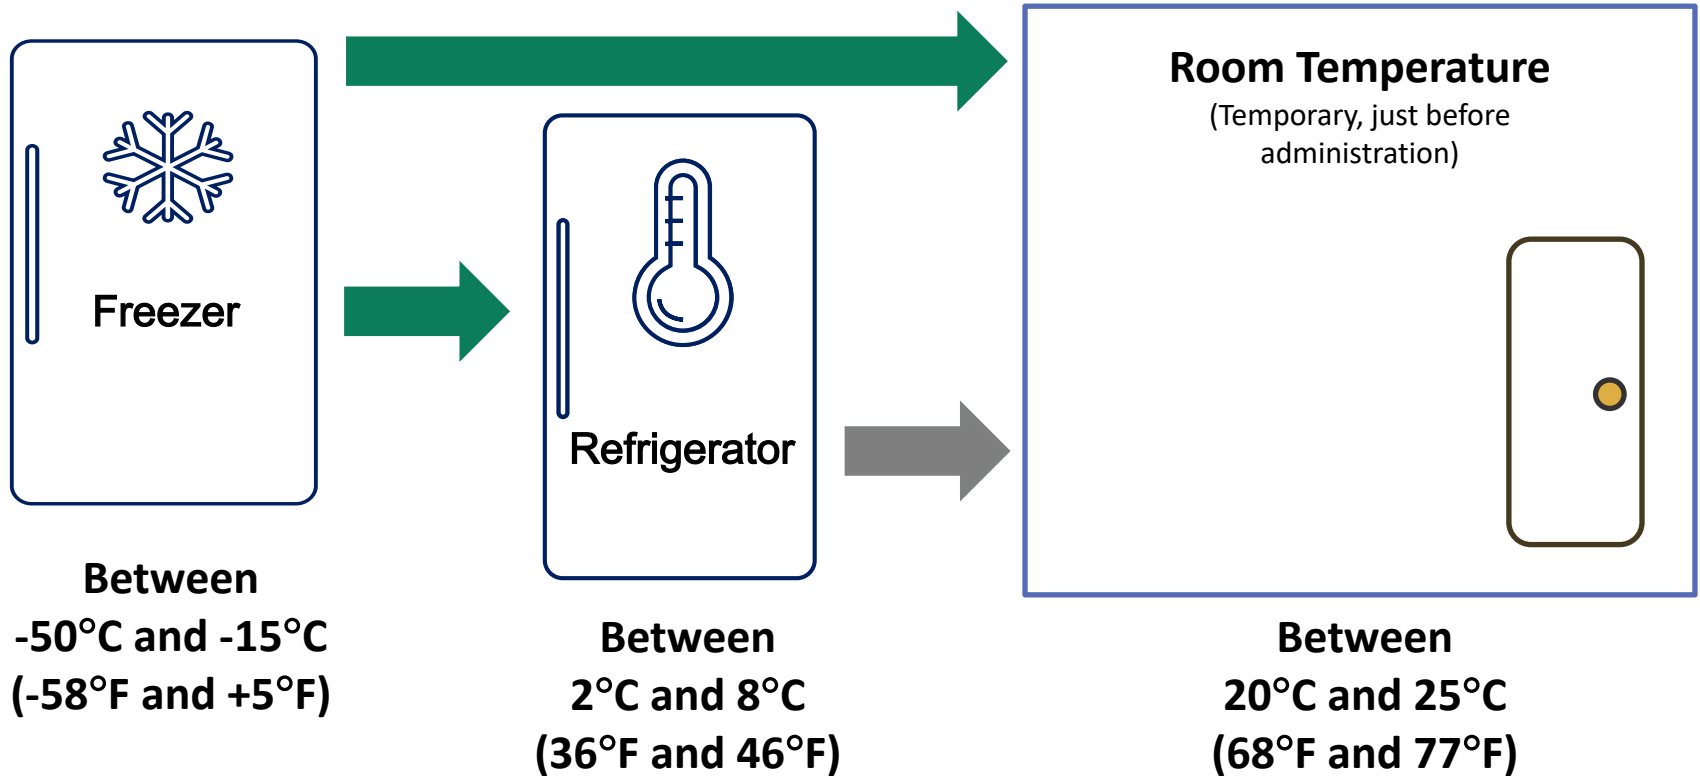 Freezer
Between
-50°C and -15°C
(-58°F and +5°F)
Refrigerator
Between
2°C and 8°C
(36°F and 46°F)
Room Temperature
(Temporary, just before
administration)
Between
20°C and 25°C
(68°F and 77°F)